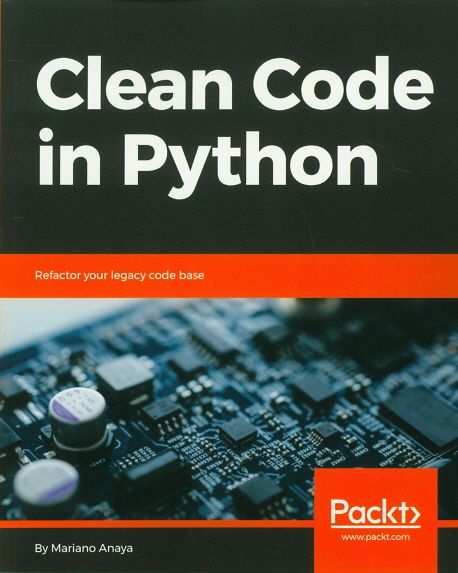 Clean Code
in Python
Refactor your legacy code base
Packt>
www.packt.com
By Mariano Anaya